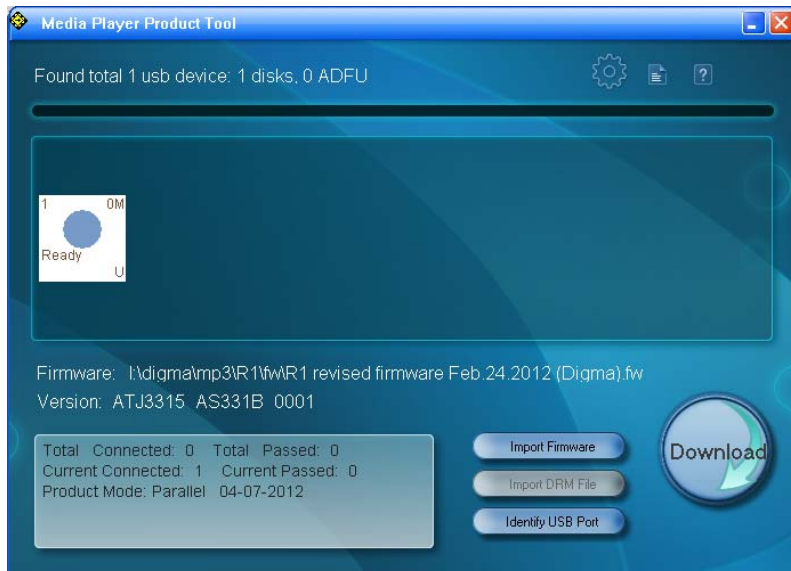 Media Player Product Tool
Found total 1 usb device: 1 disks, 0 ADFU
1 0M
Ready
U
Firmware: I:\digma\mp3\R1\fw\R1 revised firmware Feb.24.2012 (Digma).fw
Version: ATJ3315 AS331B 0001
Total Connected: 0 Total Passed: 0
Current Connected: 1 Current Passed: 0
Product Mode: Parallel 04-07-2012
Import Firmware
Import DRM File
Identify USB Port
Download